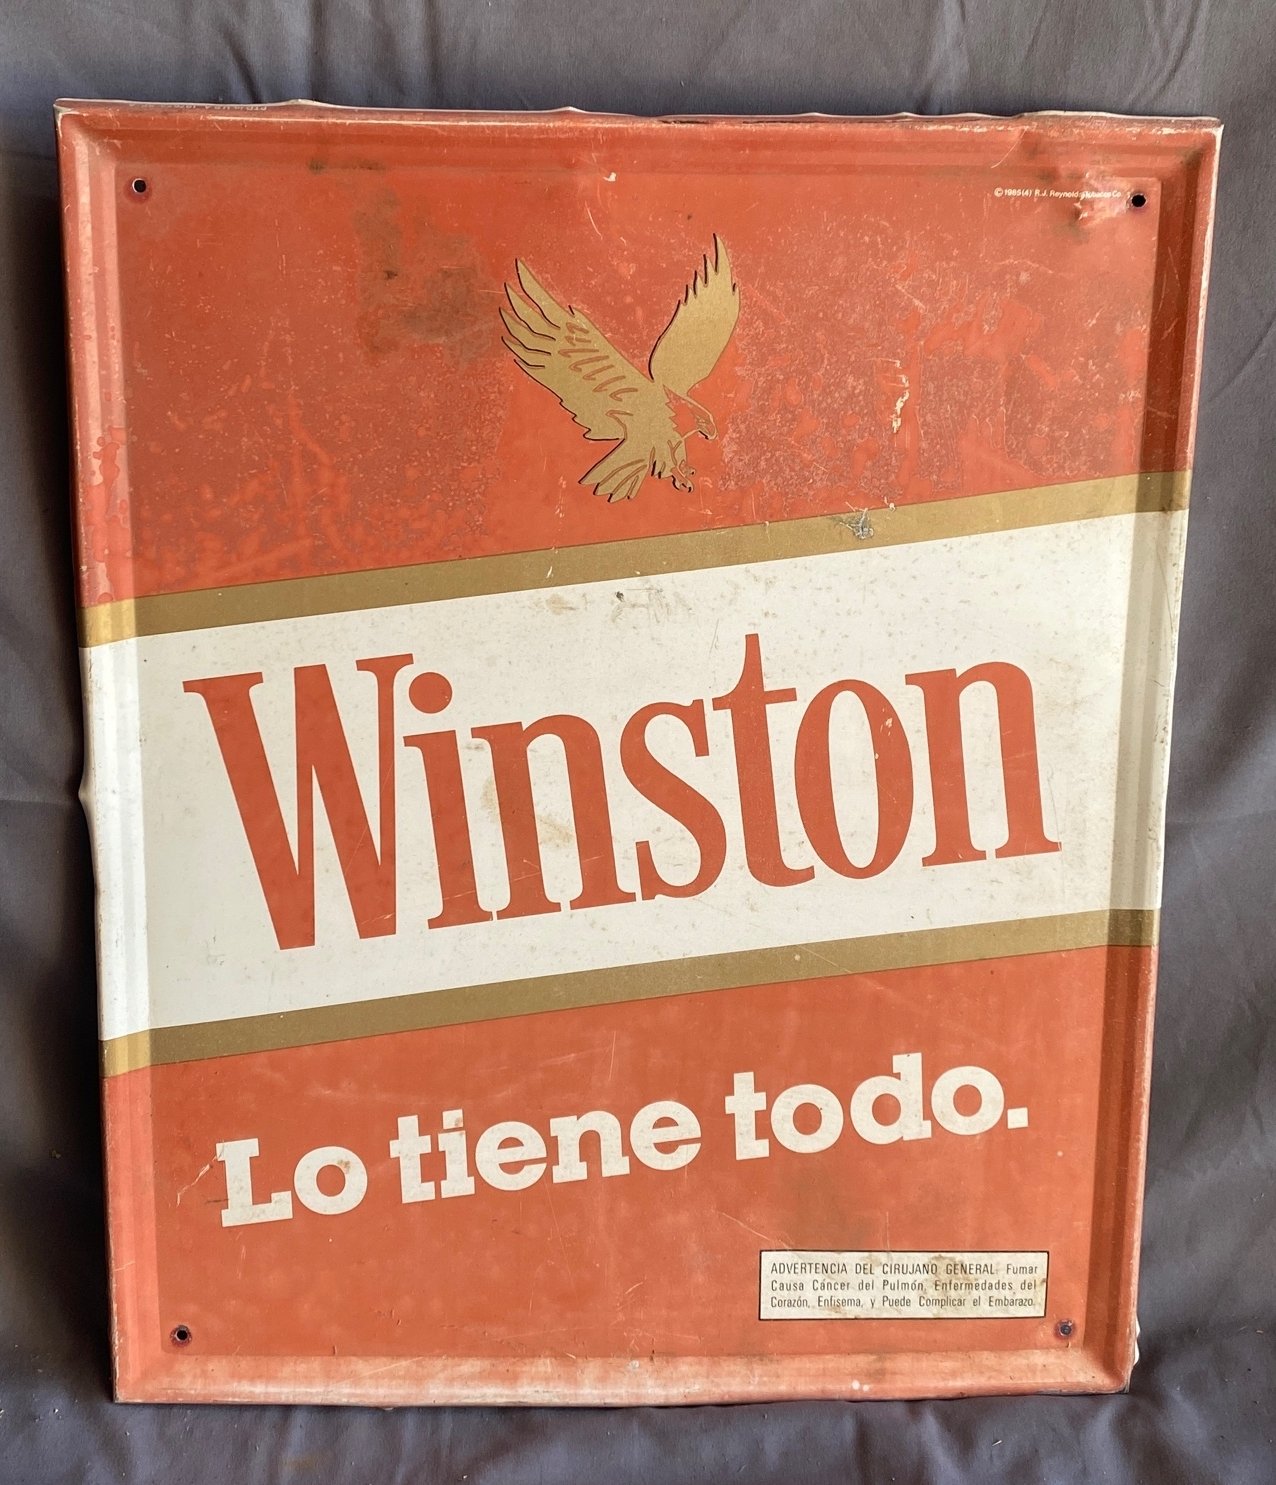 © 1985(4) R.J. Reynolds Tobacco Co.
Winston
Lo tiene todo.
ADVERTENCIA DEL CIRUJANO GENERAL: Fumar
Causa Cáncer del Pulmón, Enfermedades del
Corazón, Enfisema, y Puede Complicar el Embarazo.